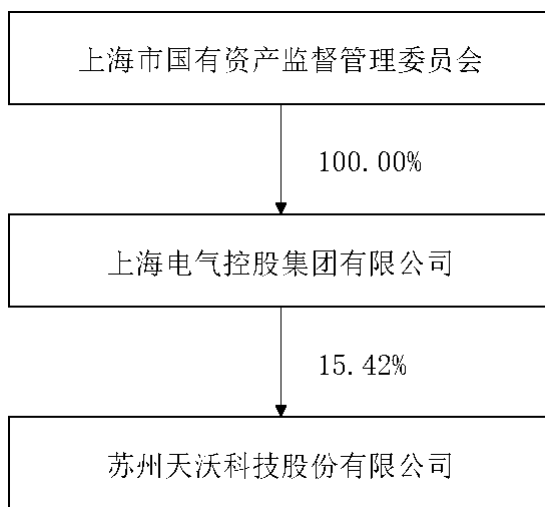 上海市国有资产监督管理委员会
100.00%
上海电气控股集团有限公司
15.42%
苏州天沃科技股份有限公司